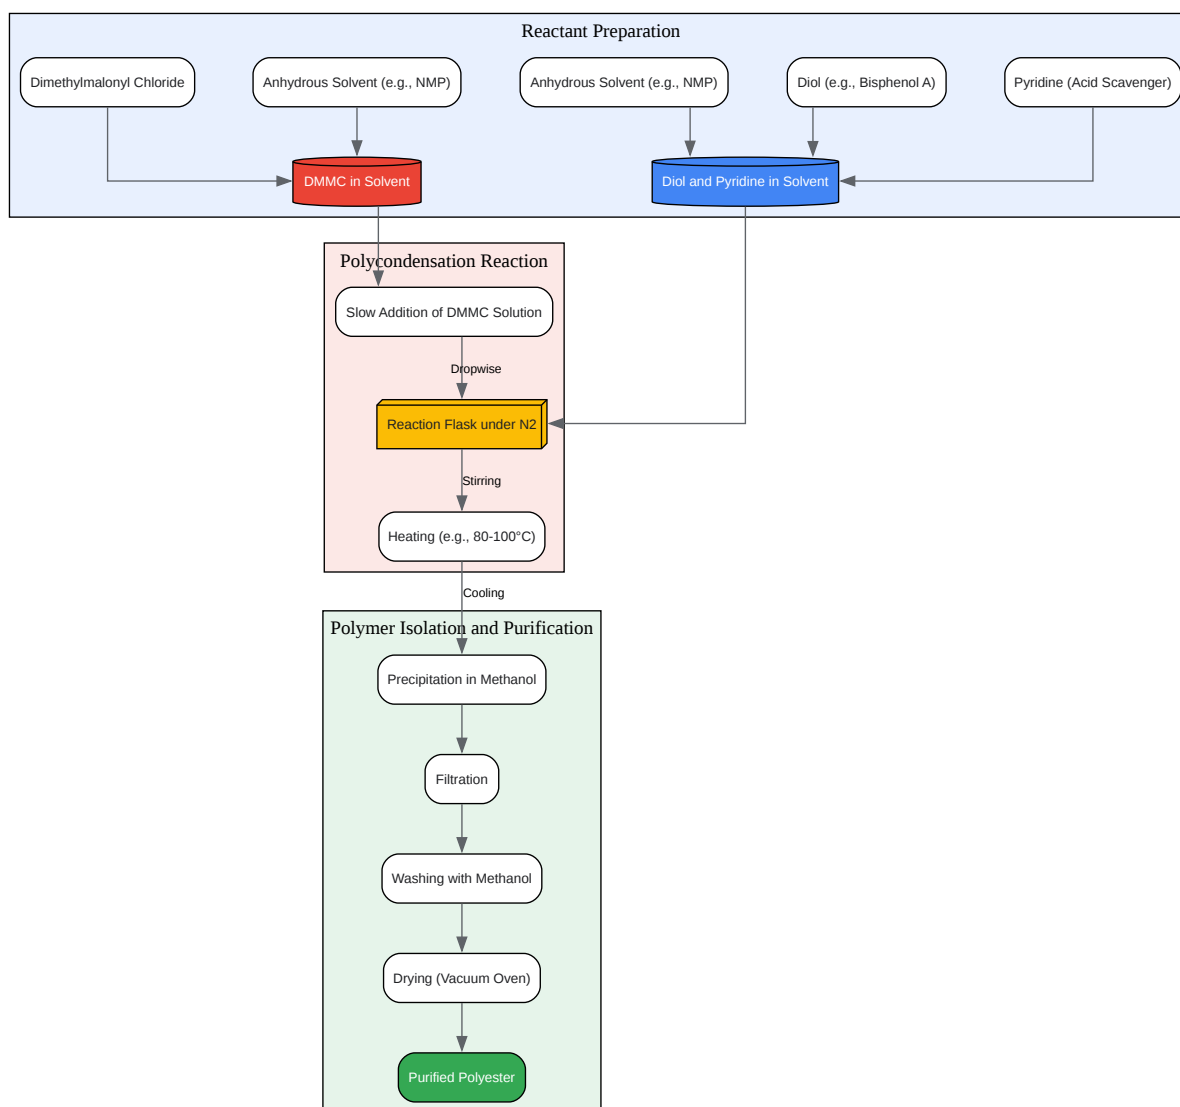 Reactant Preparation
Dimethylmalonyl Chloride
Anhydrous Solvent (e.g., NMP)
Anhydrous Solvent (e.g., NMP)
Diol (e.g., Bisphenol A)
Pyridine (Acid Scavenger)
DMMC in Solvent
Diol and Pyridine in Solvent
Polycondensation Reaction
Slow Addition of DMMC Solution
Dropwise
Reaction Flask under N2
Stirring
Heating (e.g., 80-100°C)
Cooling
Polymer Isolation and Purification
Precipitation in Methanol
Filtration
Washing with Methanol
Drying (Vacuum Oven)
Purified Polyester